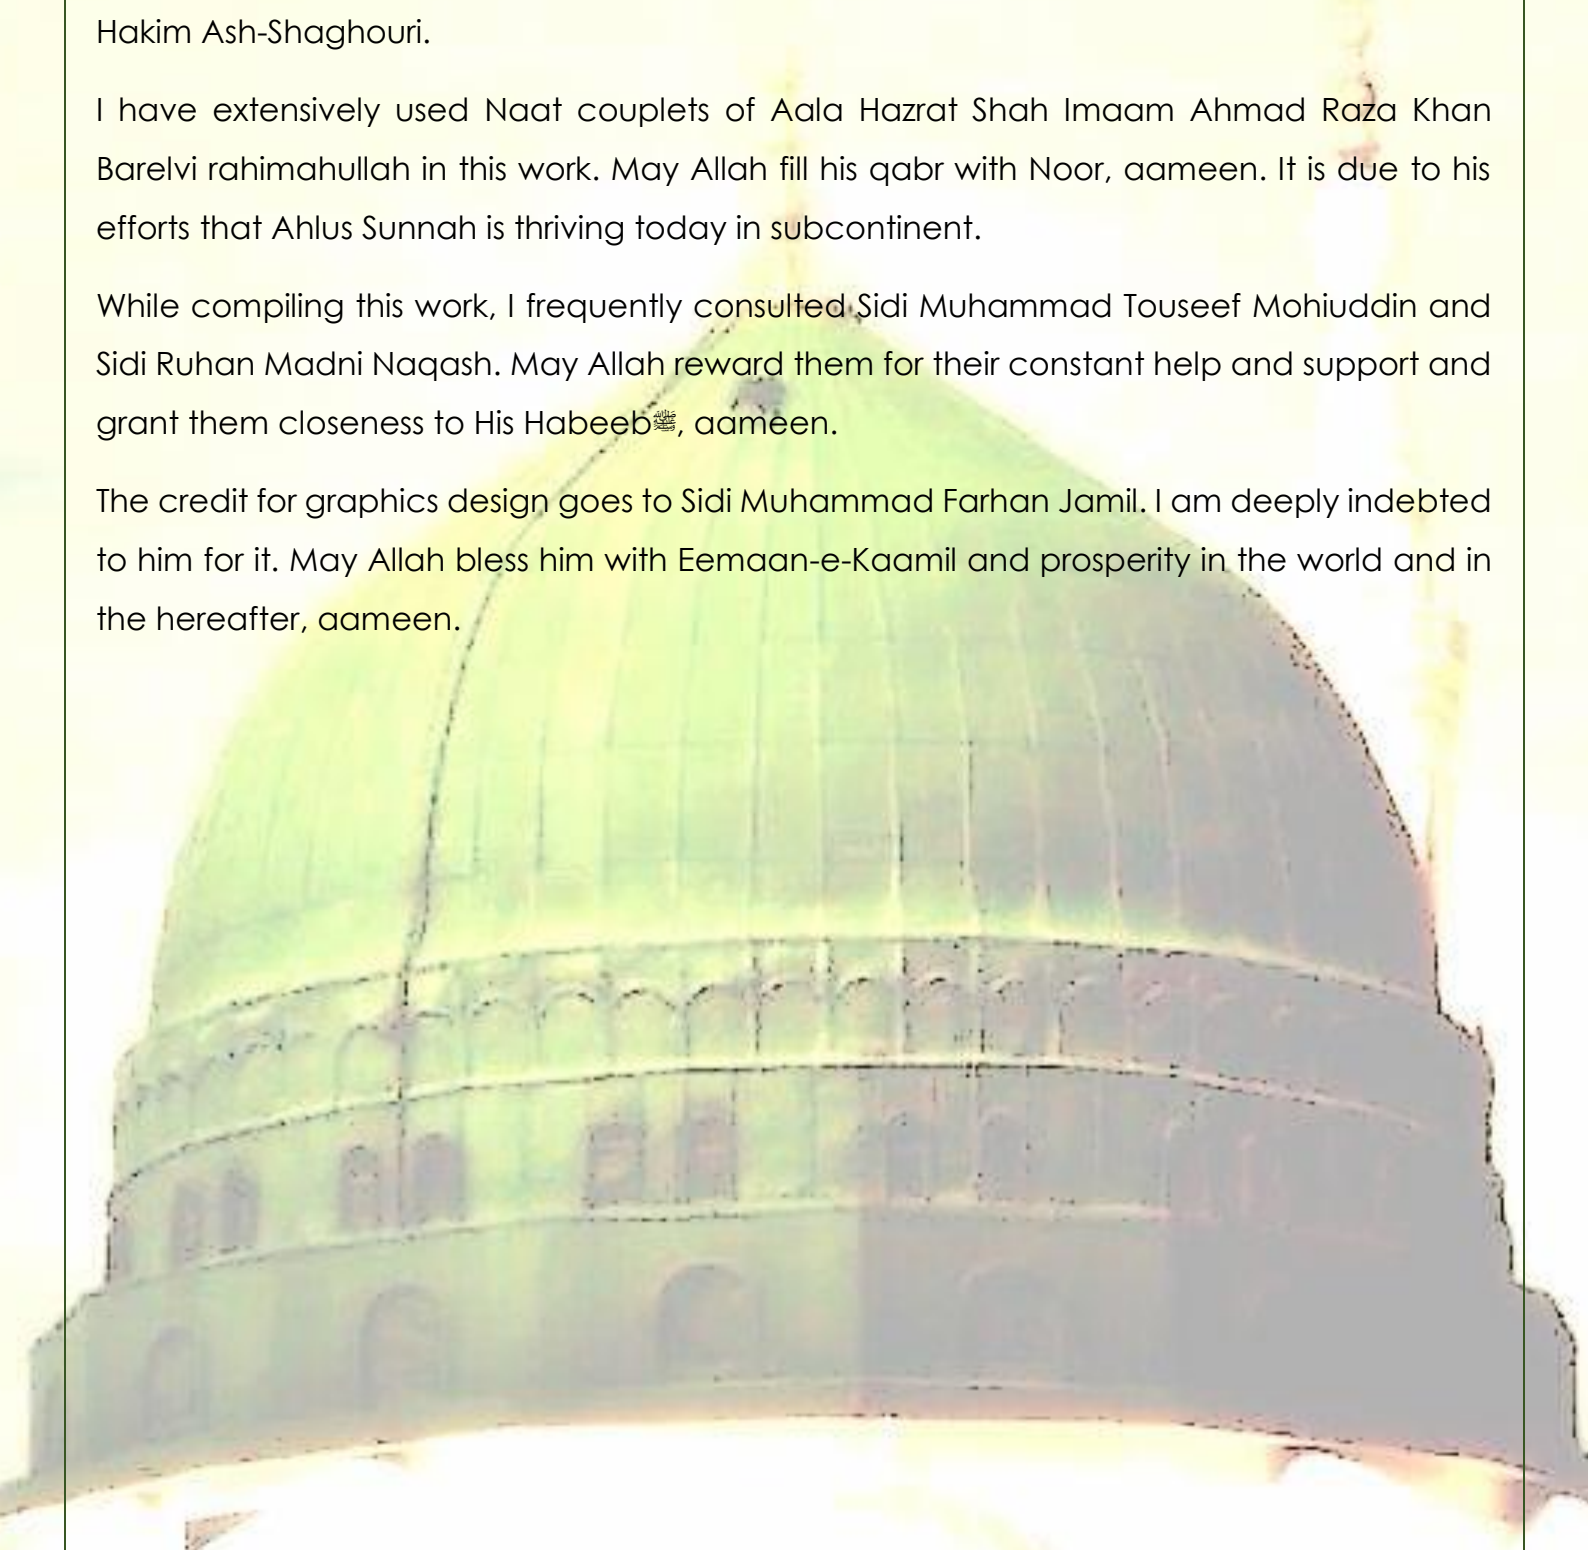 Hakim Ash-Shaghouri.
I have extensively used Naat couplets of Aala Hazrat Shah Imaam Ahmad Raza Khan
Barelvi rahimahullah in this work. May Allah fill his qabr with Noor, aameen. It is due to his
efforts that Ahlus Sunnah is thriving today in subcontinent.
While compiling this work, I frequently consulted Sidi Muhammad Touseef Mohiuddin and
Sidi Ruhan Madni Naqash. May Allah reward them for their constant help and support and
grant them closeness to His Habeebﷺ, aameen.
The credit for graphics design goes to Sidi Muhammad Farhan Jamil. I am deeply indebted
to him for it. May Allah bless him with Eemaan-e-Kaamil and prosperity in the world and in
the hereafter, aameen.